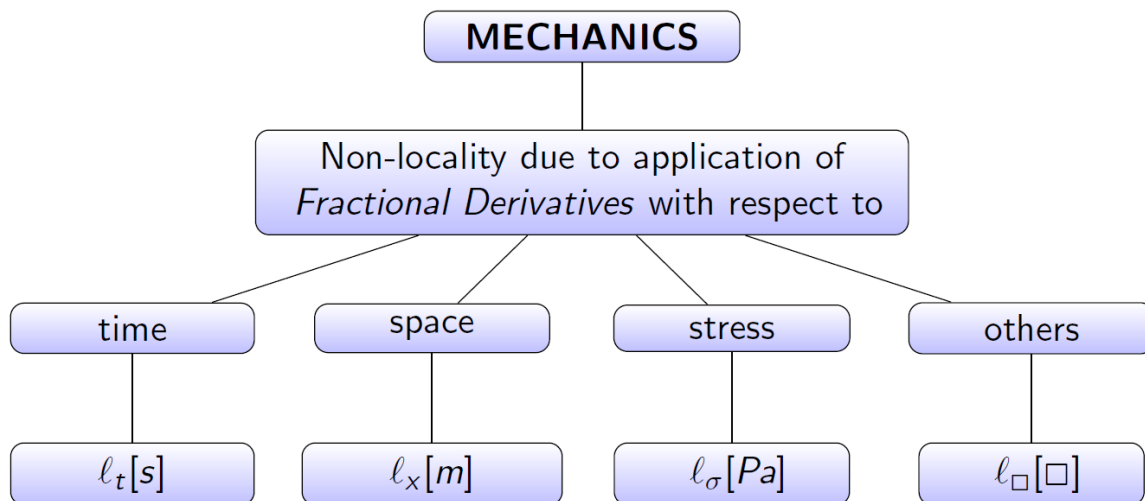 MECHANICS
Non-locality due to application of
Fractional Derivatives with respect to
time
space
stress
others
ℓt[s]
ℓx[m]
ℓσ[Pa]
ℓ□[□]